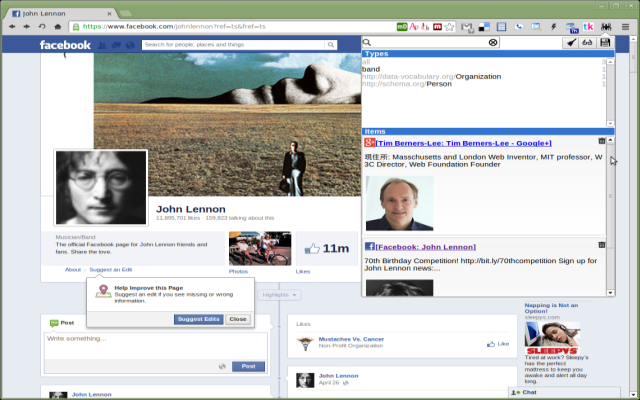 John Lennon
https://www.facebook.com/johnlennon?ref=ts&fref=ts
facebook
Search for people, places and things
John Lennon
11,895,701 likes · 159,823 talking about this
Musician/Band
The official Facebook page for John Lennon friends and
fans. Share the love.
About · Suggest an Edit
Photos
11m
Likes
Help Improve this Page
Suggest an edit if you see missing or wrong
information.
Suggest Edits
Close
Highlights
Post
Write something...
Post
John Lennon
Likes
Mustache Vs. Cancer
Non-Profit Organization
Like
John Lennon
April 26
Types
all
band
http://data-vocabulary.org/Organization
http://schema.org/Person
Items
[Tim Berners-Lee: Tim Berners-Lee - Google+]
現住所: Masschusetts and London Web Inventor, MIT professor, W
3C Director, Web Foundation Founder
[Facebook: John Lennon]
70th Birthday Competition! http://bit.ly/70thcompetition Sign up for
John Lennon news:...
Napping is Not an
Option!
sleepys.com
SLEEPYS
Tired at work? Sleepy's
has the perfect
mattress to keep you
awake and alert all day
long.
Chat